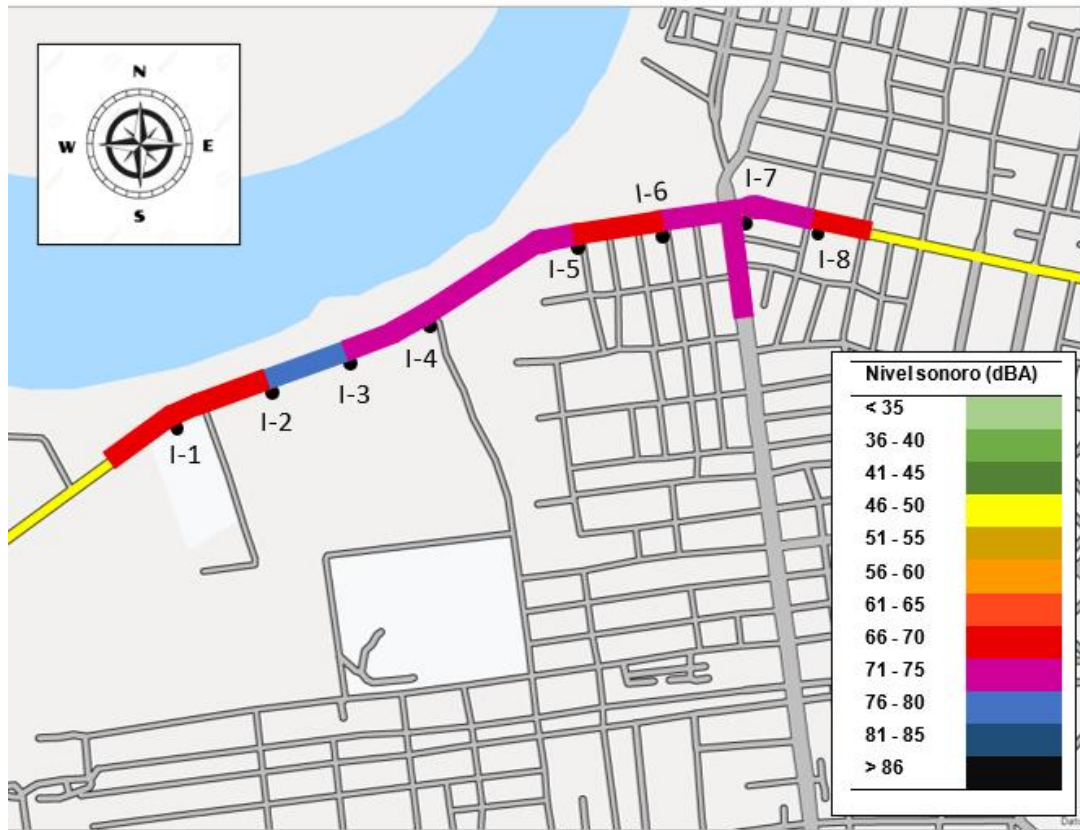 N
W E
S
I-7
I-6
I-5
I-8
I-4
I-3
I-2
I-1
Nivel sonoro (dBA)
< 35
36 - 40
41 - 45
46 - 50
51 - 55
56 - 60
61 - 65
66 - 70
71 - 75
76 - 80
81 - 85
> 86